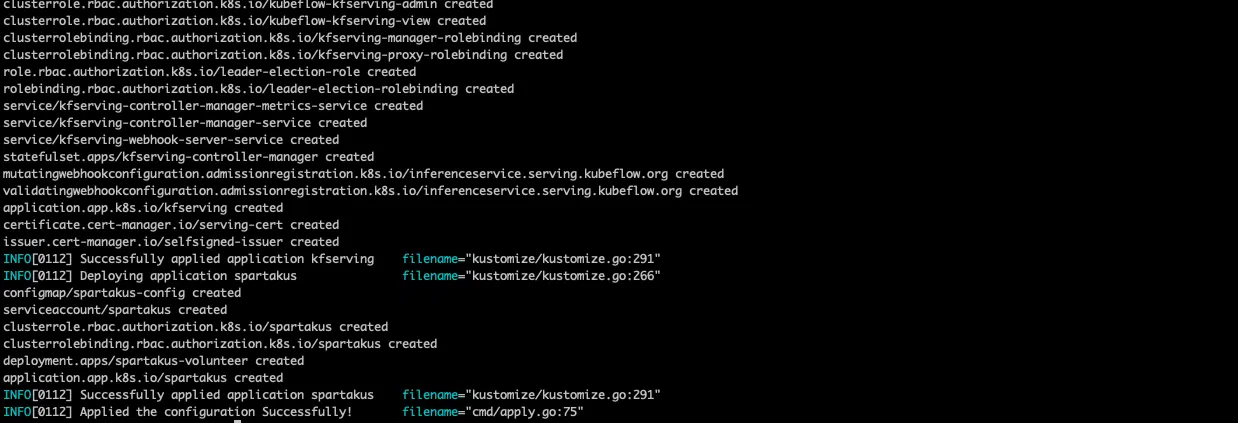 clusterrole.rbac.authorization.k8s.io/kubeflow-kfserving-admin created
clusterrole.rbac.authorization.k8s.io/kubeflow-kfserving-view created
clusterrolebinding.rbac.authorization.k8s.io/kfserving-manager-rolebinding created
clusterrolebinding.rbac.authorization.k8s.io/kfserving-proxy-rolebinding created
role.rbac.authorization.k8s.io/leader-election-role created
rolebinding.rbac.authorization.k8s.io/leader-election-rolebinding created
service/kfserving-controller-manager-metrics-service created
service/kfserving-controller-manager-service created
service/kfserving-webhook-server-service created
statefulset.apps/kfserving-controller-manager created
mutatingwebhookconfiguration.admissionregistration.k8s.io/inferenceservice.serving.kubeflow.org created
validatingwebhookconfiguration.admissionregistration.k8s.io/inferenceservice.serving.kubeflow.org created
application.app.k8s.io/kfserving created
certificate.cert-manager.io/serving-cert created
issuer.cert-manager.io/selfsigned-issuer created
INFO[0112] Successfully applied application kfserving    filename="kustomize/kustomize.go:291"
INFO[0112] Deploying application spartakus               filename="kustomize/kustomize.go:266"
configmap/spartakus-config created
serviceaccount/spartakus created
clusterrole.rbac.authorization.k8s.io/spartakus created
clusterrolebinding.rbac.authorization.k8s.io/spartakus created
deployment.apps/spartakus-volunteer created
application.app.k8s.io/spartakus created
INFO[0112] Successfully applied application spartakus    filename="kustomize/kustomize.go:291"
INFO[0112] Applied the configuration Successfully!       filename="cmd/apply.go:75"